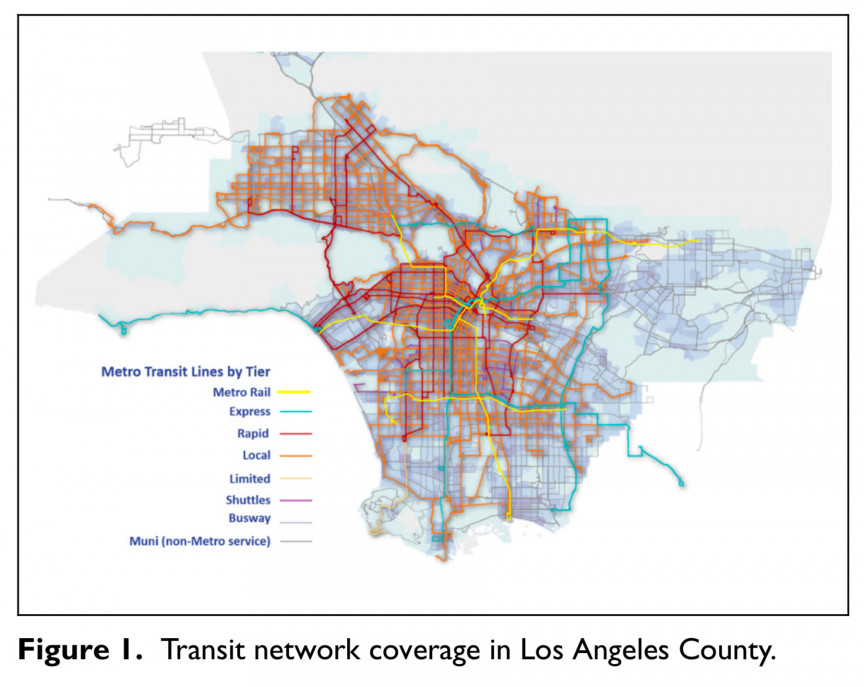 Metro Transit Lines by Tier
Metro Rail
Express
Rapid
Local
Limited
Shuttles
Busway
Muni (non-Metro service)
Figure 1. Transit network coverage in Los Angeles County.